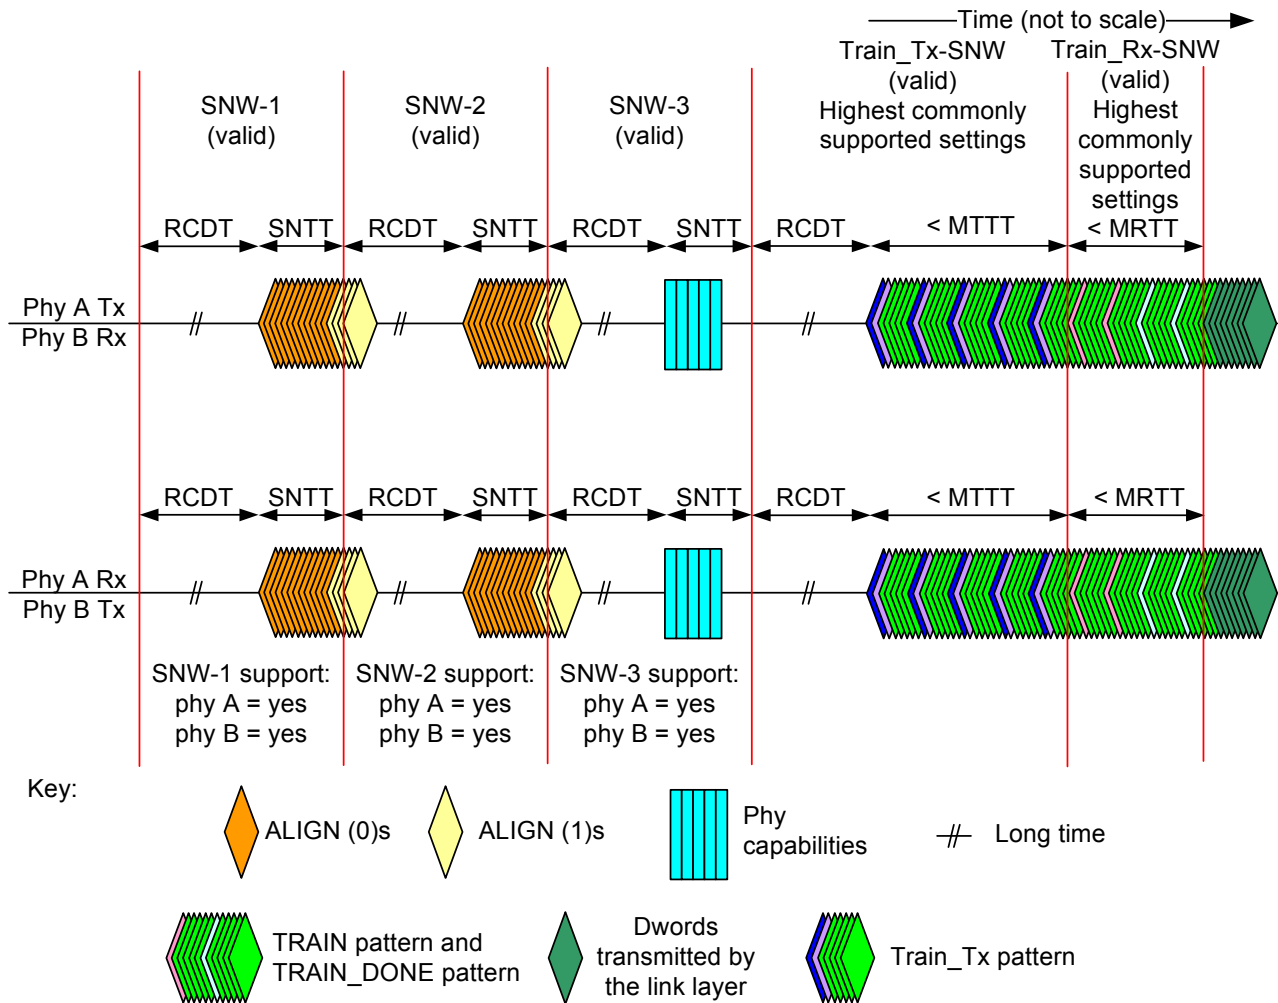 Time (not to scale)
SNW-1
(valid)
SNW-2
(valid)
SNW-3
(valid)
Train_Tx-SNW
(valid)
Highest commonly
supported settings
Train_Rx-SNW
(valid)
Highest
commonly
supported
settings
RCDT
SNTT
RCDT
SNTT
RCDT
SNTT
RCDT
< MTTT
< MRTT
Phy A Tx
Phy B Rx
RCDT
SNTT
RCDT
SNTT
RCDT
SNTT
RCDT
< MTTT
< MRTT
Phy A Rx
Phy B Tx
SNW-1 support:
phy A = yes
phy B = yes
SNW-2 support:
phy A = yes
phy B = yes
SNW-3 support:
phy A = yes
phy B = yes
Key:
ALIGN (0)s
ALIGN (1)s
Phy
capabilities
Long time
TRAIN pattern and
TRAIN_DONE pattern
Dwords
transmitted by
the link layer
Train_Tx pattern